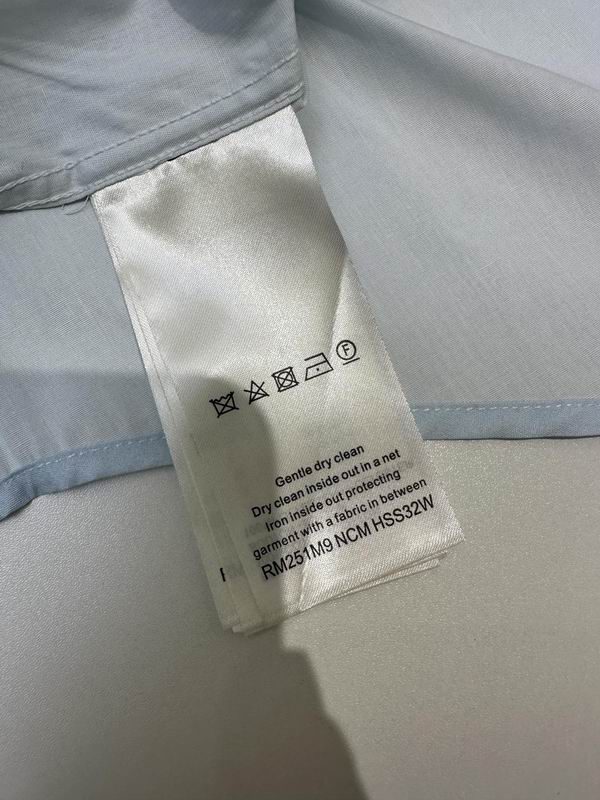 F
Gentle dry clean
Dry clean inside out in a net
Iron inside out protecting
garment with a fabric in between
RM251M9 NCM HSS32W